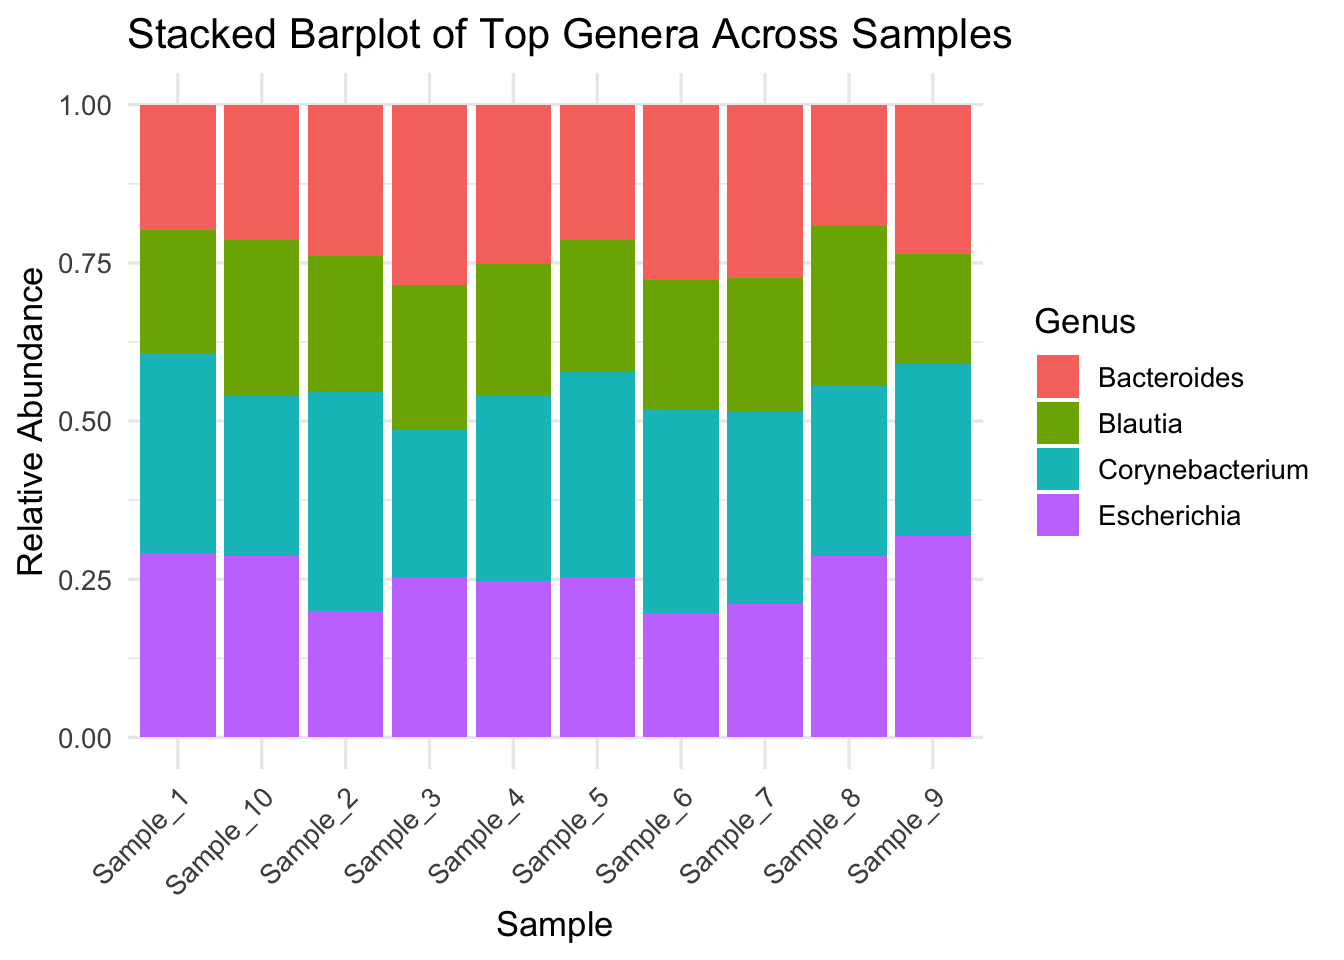 Stacked Barplot of Top Genera Across Samples
Relative Abundance
1.00
0.75
0.50
0.25
0.00
Sample_1
Sample_10
Sample_2
Sample_3
Sample_4
Sample_5
Sample_6
Sample_7
Sample_8
Sample_9
Sample
Genus
Bacteroides
Blautia
Corynebacterium
Escherichia